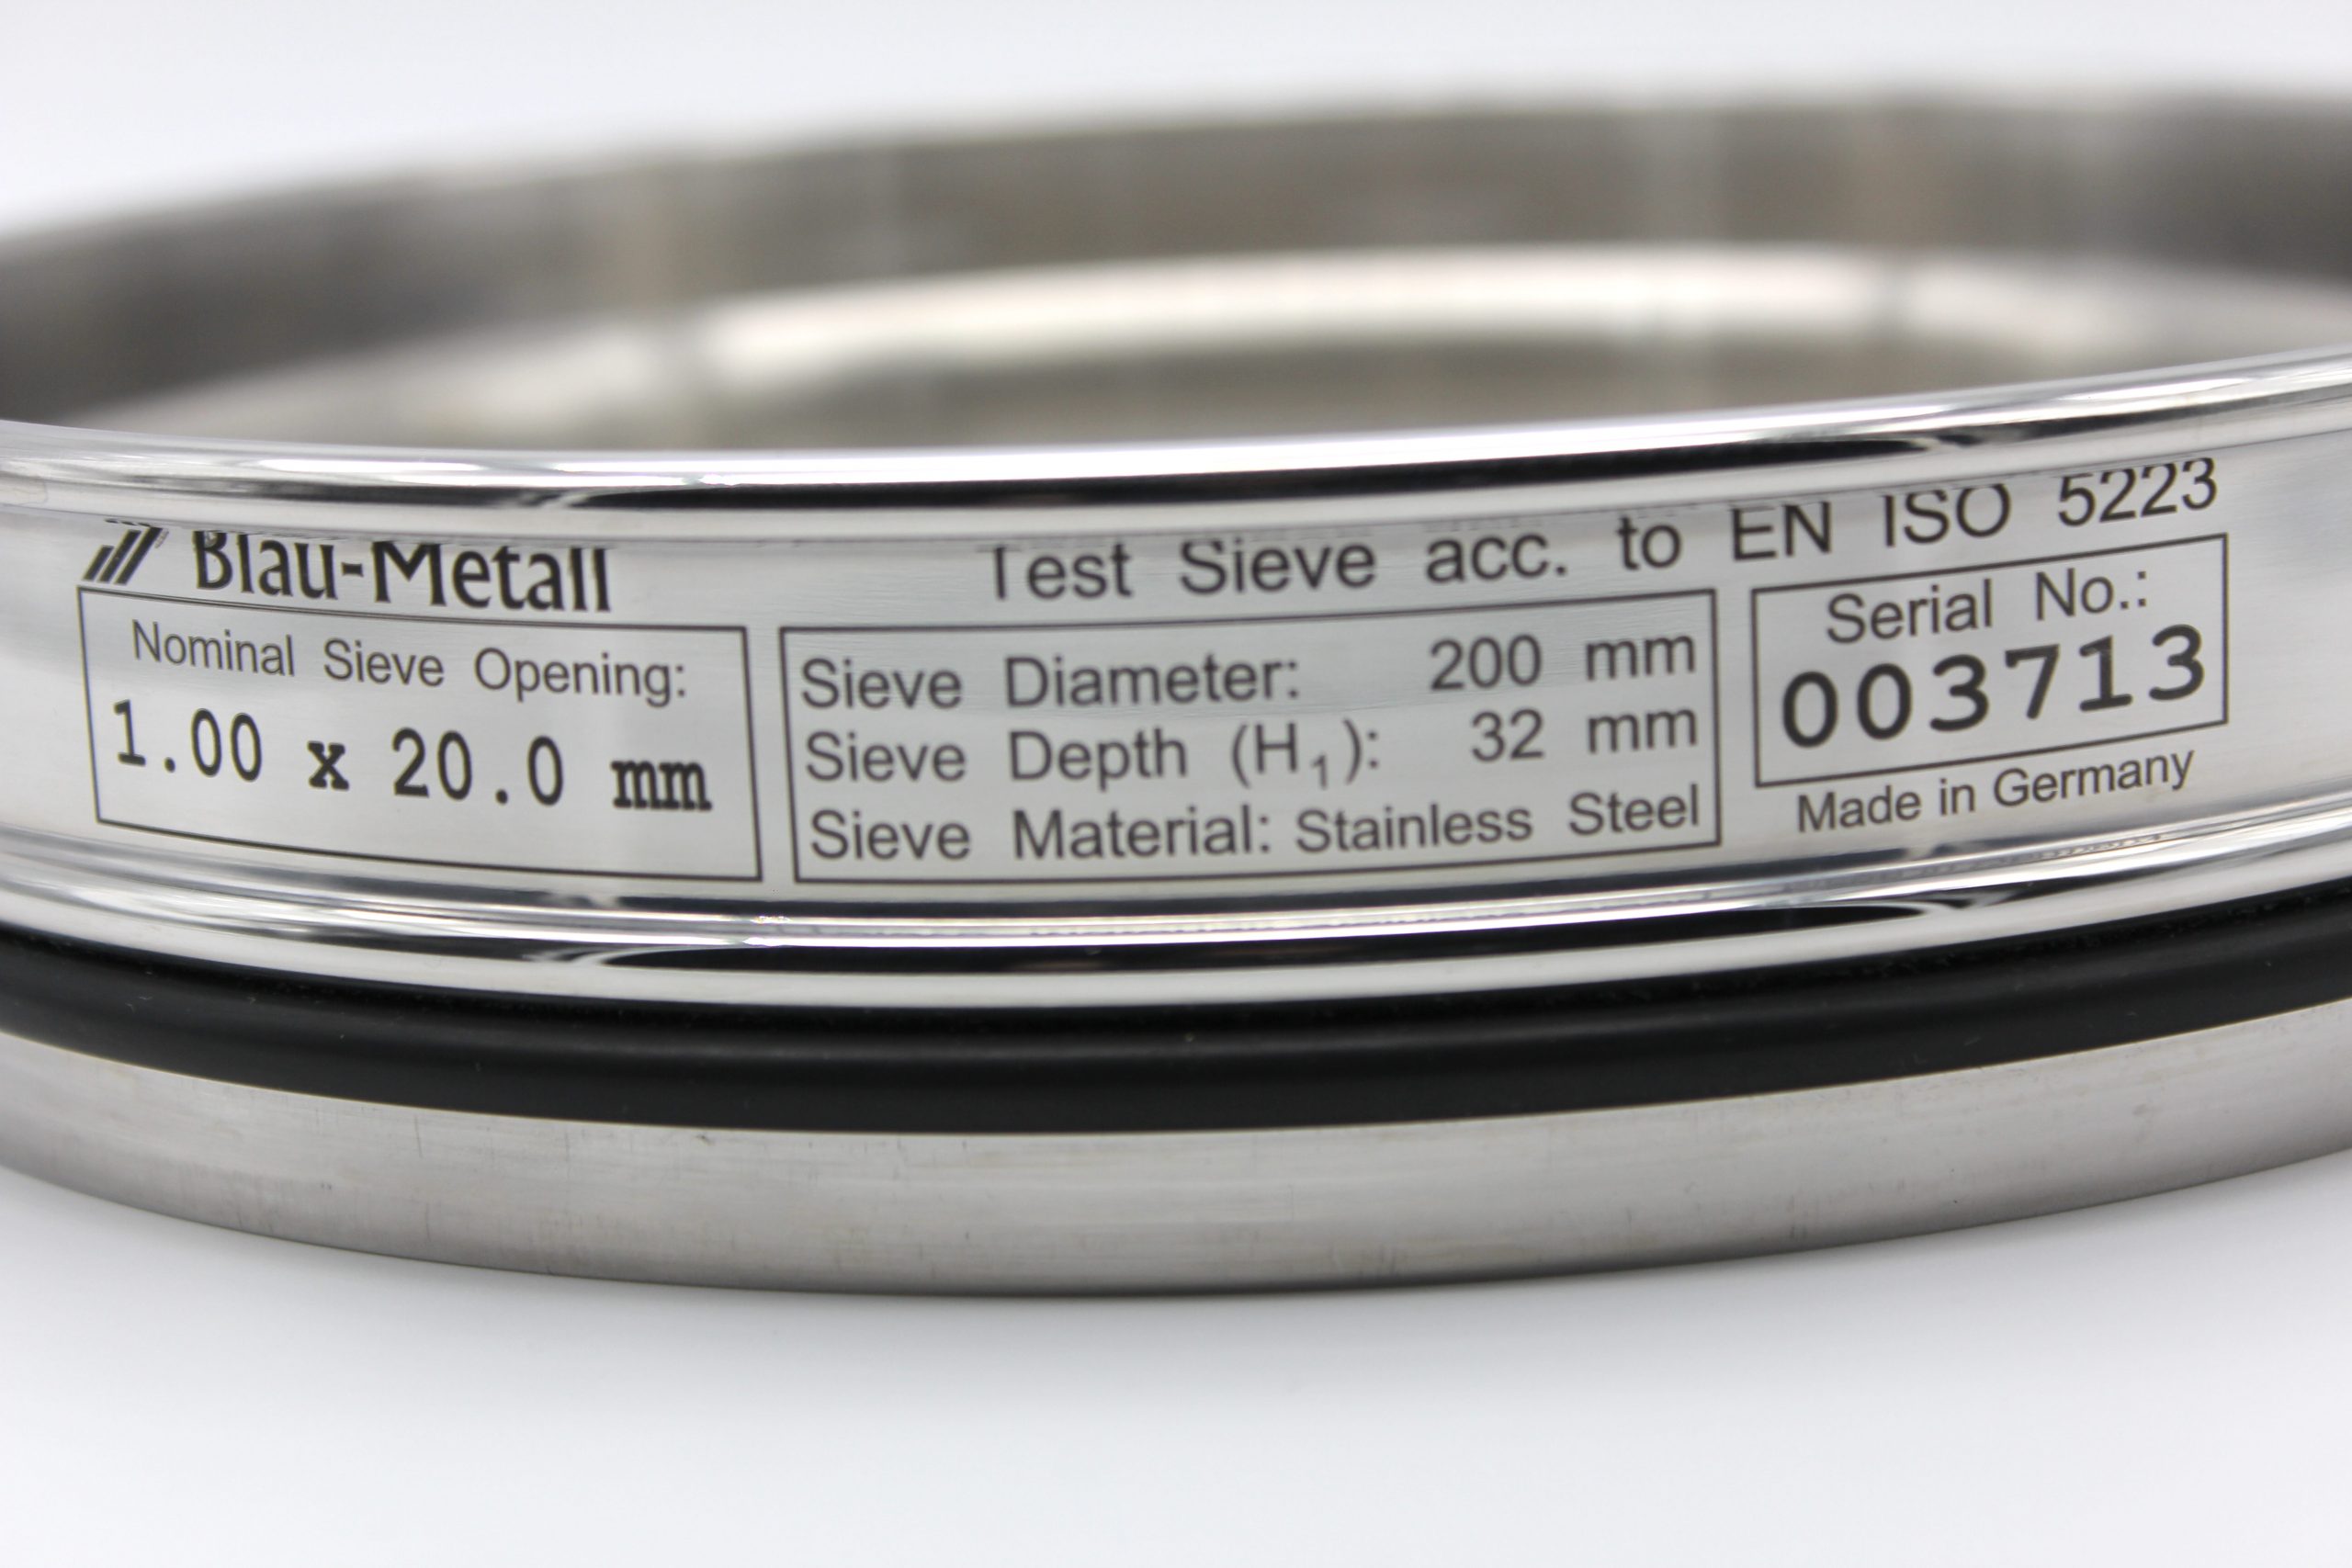 Blau-Metall
Test Sieve acc. to EN ISO 5223
Nominal Sieve Opening:
1.00 x 20.0 mm
Sieve Diameter: 200 mm
Sieve Depth (H₁): 32 mm
Sieve Material: Stainless Steel
Serial No.:
003713
Made in Germany